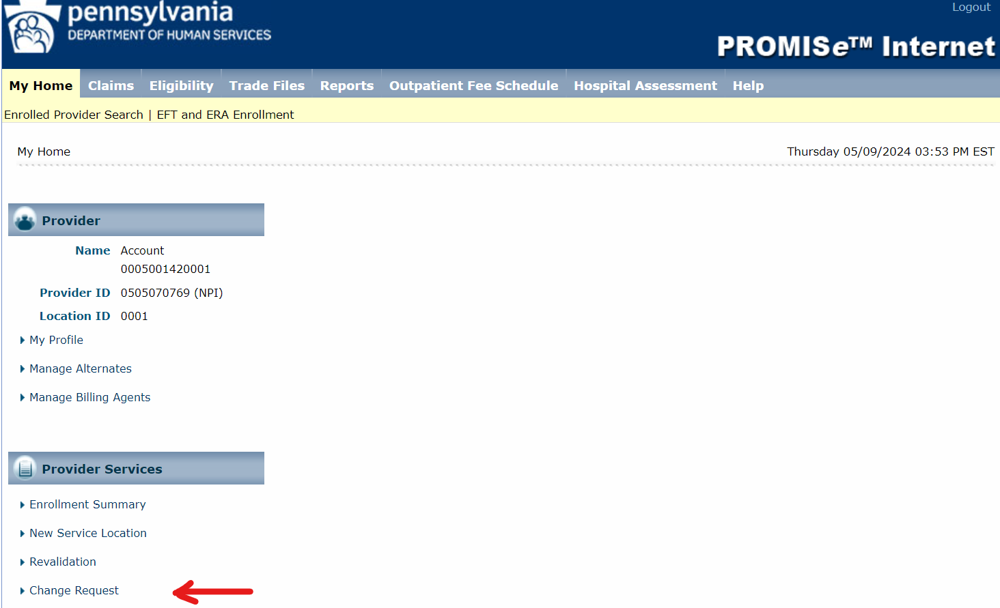 pennsylvania
DEPARTMENT OF HUMAN SERVICES
Logout
PROMISe™ Internet
My Home Claims Eligibility Trade Files Reports Outpatient Fee Schedule Hospital Assessment Help
Enrolled Provider Search | EFT and ERA Enrollment
My Home Thursday 05/09/2024 03:53 PM EST
Provider
Name Account
0005001420001
Provider ID 0505070769 (NPI)
Location ID 0001
My Profile
Manage Alternates
Manage Billing Agents
Provider Services
Enrollment Summary
New Service Location
Revalidation
Change Request